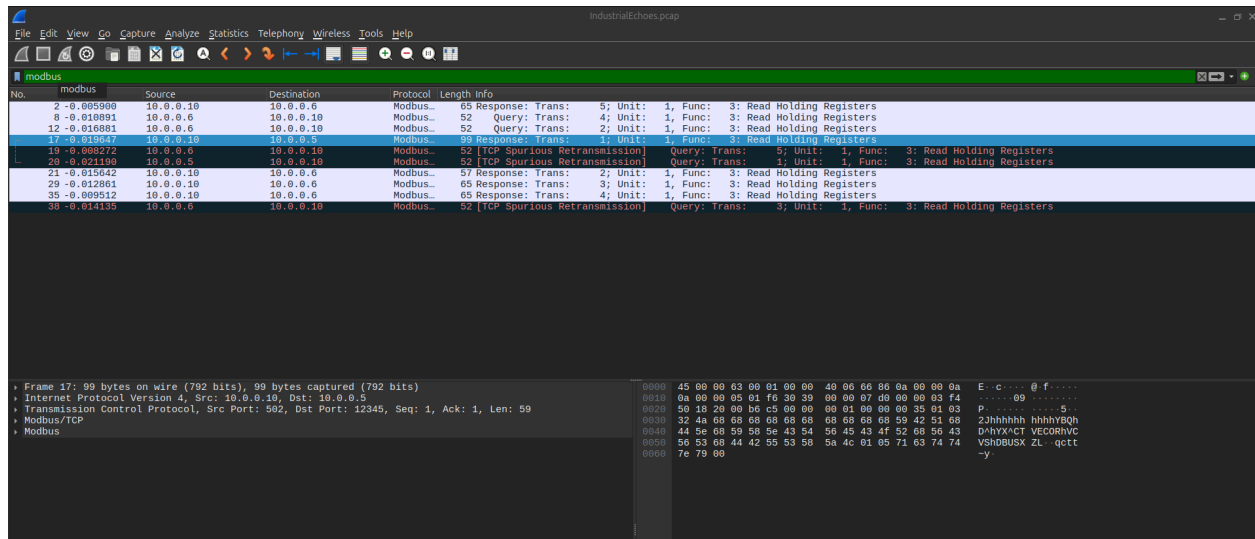 IndustrialEchoes.pcap
File Edit View Go Capture Analyze Statistics Telephony Wireless Tools Help
modbus
modbus
No. Source Destination Protocol Length Info
2 -0.005900 10.0.0.10 10.0.0.6 Modbus… 65 Response: Trans: 5; Unit: 1, Func: 3: Read Holding Registers
8 -0.010891 10.0.0.6 10.0.0.10 Modbus… 52 Query: Trans: 4; Unit: 1, Func: 3: Read Holding Registers
12 -0.016881 10.0.0.6 10.0.0.10 Modbus… 52 Query: Trans: 2; Unit: 1, Func: 3: Read Holding Registers
17 -0.019647 10.0.0.10 10.0.0.5 Modbus… 99 Response: Trans: 1; Unit: 1, Func: 3: Read Holding Registers
19 -0.008272 10.0.0.6 10.0.0.10 Modbus… 52 [TCP Spurious Retransmission] Query: Trans: 5; Unit: 1, Func: 3: Read Holding Registers
20 -0.021190 10.0.0.5 10.0.0.10 Modbus… 52 [TCP Spurious Retransmission] Query: Trans: 1; Unit: 1, Func: 3: Read Holding Registers
21 -0.015642 10.0.0.10 10.0.0.6 Modbus… 57 Response: Trans: 2; Unit: 1, Func: 3: Read Holding Registers
29 -0.012861 10.0.0.10 10.0.0.6 Modbus… 65 Response: Trans: 3; Unit: 1, Func: 3: Read Holding Registers
35 -0.009512 10.0.0.10 10.0.0.6 Modbus… 65 Response: Trans: 4; Unit: 1, Func: 3: Read Holding Registers
38 -0.014135 10.0.0.6 10.0.0.10 Modbus… 52 [TCP Spurious Retransmission] Query: Trans: 3; Unit: 1, Func: 3: Read Holding Registers
Frame 17: 99 bytes on wire (792 bits), 99 bytes captured (792 bits)
Internet Protocol Version 4, Src: 10.0.0.10, Dst: 10.0.0.5
Transmission Control Protocol, Src Port: 502, Dst Port: 12345, Seq: 1, Ack: 1, Len: 59
Modbus/TCP
Modbus
0000 45 00 00 63 00 01 00 00 40 06 66 86 0a 00 00 0a E··c····@·f·····
0010 0a 00 00 05 01 f6 30 39 00 00 07 d0 00 00 03 f4 ······09········
0020 50 18 20 00 b6 c5 00 00 00 01 00 00 00 35 01 03 P· ··········5··
0030 32 4a 68 68 68 68 68 68 68 68 68 68 59 42 51 68 2Jhhhhhh hhhhYBQh
0040 44 5e 68 59 58 5e 43 54 56 45 43 4f 52 68 56 43 D^hYX^CT VECORhVC
0050 56 53 68 44 42 55 53 58 5a 4c 01 05 71 63 74 74 VShDBUSX ZL··qctt
0060 7e 79 00 ~y·